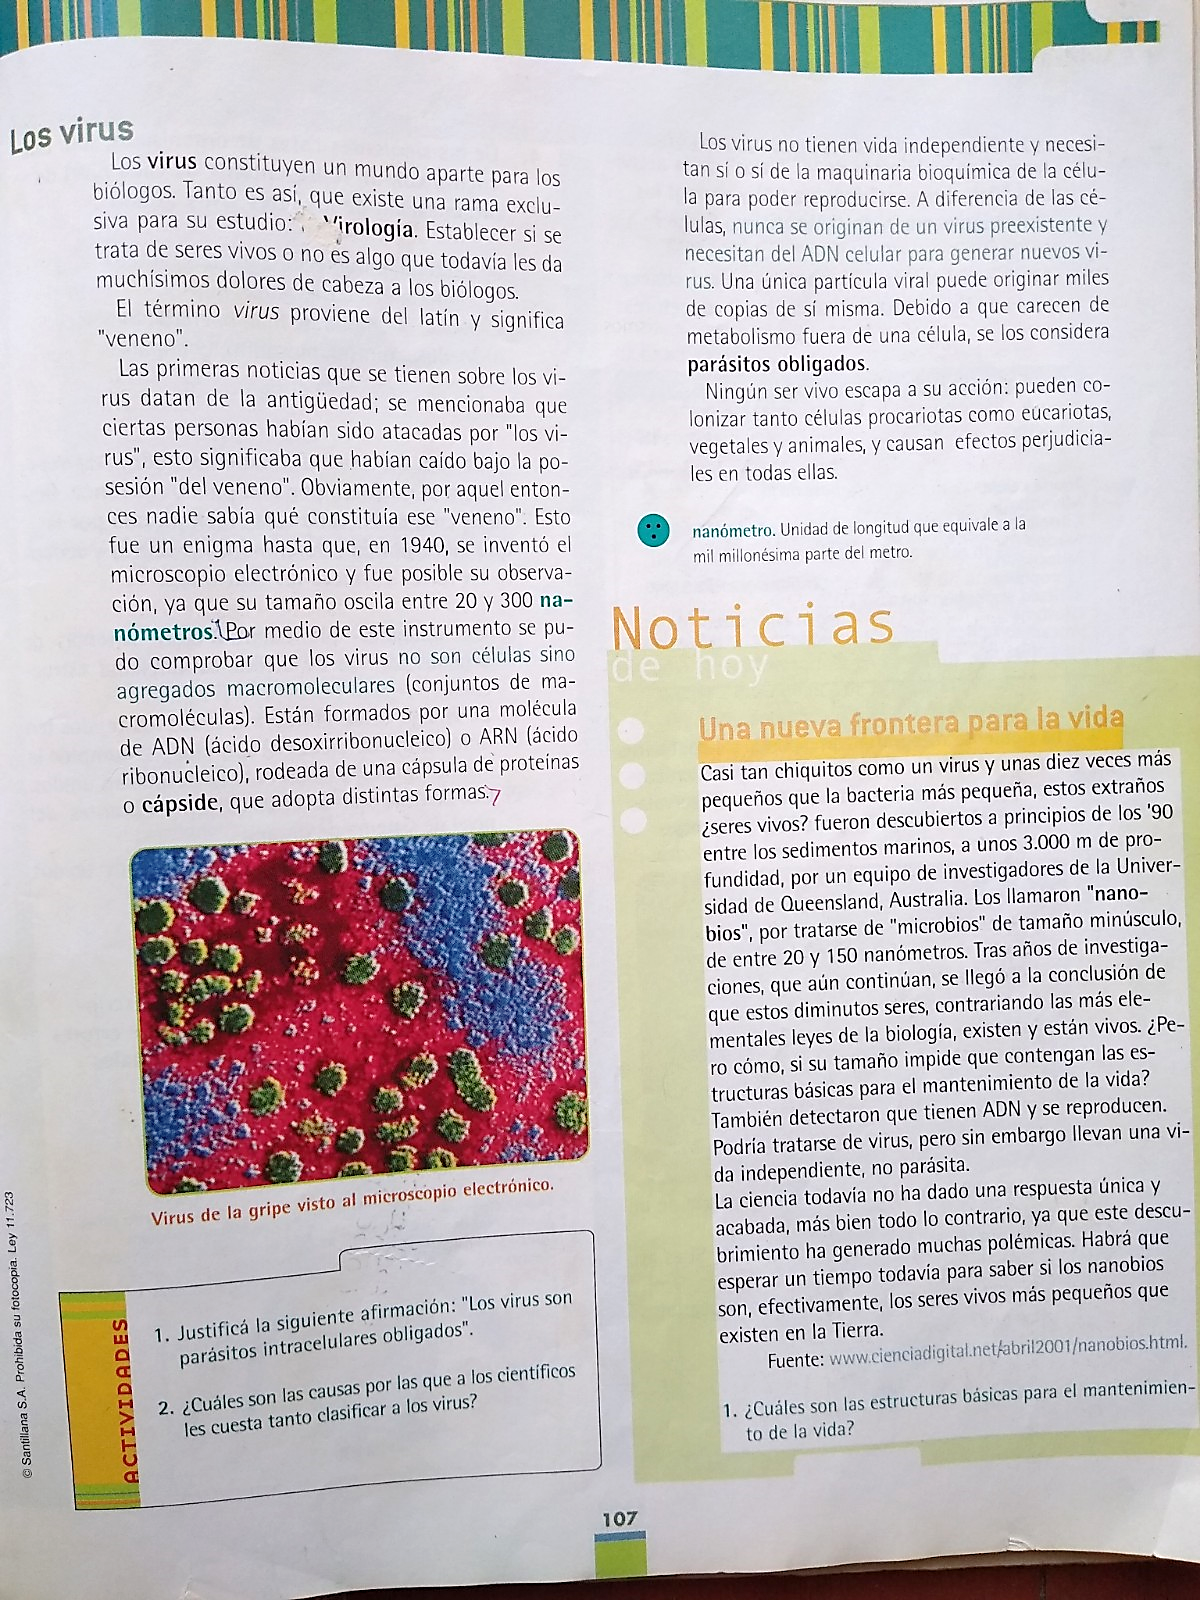 Los virus
Los virus constituyen un mundo aparte para los
biólogos. Tanto es así, que existe una rama exclu-
siva para su estudio: Virología. Establecer si se
trata de seres vivos o no es algo que todavía les da
muchísimos dolores de cabeza a los biólogos.
El término virus proviene del latín y significa
"veneno".
Las primeras noticias que se tienen sobre los vi-
rus datan de la antigüedad; se mencionaba que
ciertas personas habían sido atacadas por "los vi-
rus", esto significaba que habían caído bajo la po-
sesión "del veneno". Obviamente, por aquel enton-
ces nadie sabía qué constituía ese "veneno". Esto
fue un enigma hasta que, en 1940, se inventó el
microscopio electrónico y fue posible su observa-
ción, ya que su tamaño oscila entre 20 y 300 na-
nómetros. Por medio de este instrumento se pu-
do comprobar que los virus no son células sino
agregados macromoleculares (conjuntos de ma-
cromoléculas). Están formados por una molécula
de ADN (ácido desoxirribonucleico) o ARN (ácido
ribonucleico), rodeada de una cápsula de proteínas
o cápside, que adopta distintas formas.
Virus de la gripe visto al microscopio electrónico.
ACTIVIDADES
1. Justificá la siguiente afirmación: "Los virus son
parásitos intracelulares obligados".
2. ¿Cuáles son las causas por las que a los científicos
les cuesta tanto clasificar a los virus?
© Santillana S.A. Prohibida su fotocopia. Ley 11.723
Los virus no tienen vida independiente y necesi-
tan sí o sí de la maquinaria bioquímica de la célu-
la para poder reproducirse. A diferencia de las cé-
lulas, nunca se originan de un virus preexistente y
necesitan del ADN celular para generar nuevos vi-
rus. Una única partícula viral puede originar miles
de copias de sí misma. Debido a que carecen de
metabolismo fuera de una célula, se los considera
parásitos obligados.
Ningún ser vivo escapa a su acción: pueden co-
lonizar tanto células procariotas como eucariotas,
vegetales y animales, y causan efectos perjudicia-
les en todas ellas.
nanómetro. Unidad de longitud que equivale a la
mil millonésima parte del metro.
Noticias
de hoy
Una nueva frontera para la vida
Casi tan chiquitos como un virus y unas diez veces más
pequeños que la bacteria más pequeña, estos extraños
¿seres vivos? fueron descubiertos a principios de los '90
entre los sedimentos marinos, a unos 3.000 m de pro-
fundidad, por un equipo de investigadores de la Univer-
sidad de Queensland, Australia. Los llamaron "nano-
bios", por tratarse de "microbios" de tamaño minúsculo,
de entre 20 y 150 nanómetros. Tras años de investiga-
ciones, que aún continúan, se llegó a la conclusión de
que estos diminutos seres, contrariando las más ele-
mentales leyes de la biología, existen y están vivos. ¿Pe-
ro cómo, si su tamaño impide que contengan las es-
tructuras básicas para el mantenimiento de la vida?
También detectaron que tienen ADN y se reproducen.
Podría tratarse de virus, pero sin embargo llevan una vi-
da independiente, no parásita.
La ciencia todavía no ha dado una respuesta única y
acabada, más bien todo lo contrario, ya que este descu-
brimiento ha generado muchas polémicas. Habrá que
esperar un tiempo todavía para saber si los nanobios
son, efectivamente, los seres vivos más pequeños que
existen en la Tierra.
Fuente: www.cienciadigital.net/abril2001/nanobios.html.
1. ¿Cuáles son las estructuras básicas para el mantenimien-
to de la vida?
107